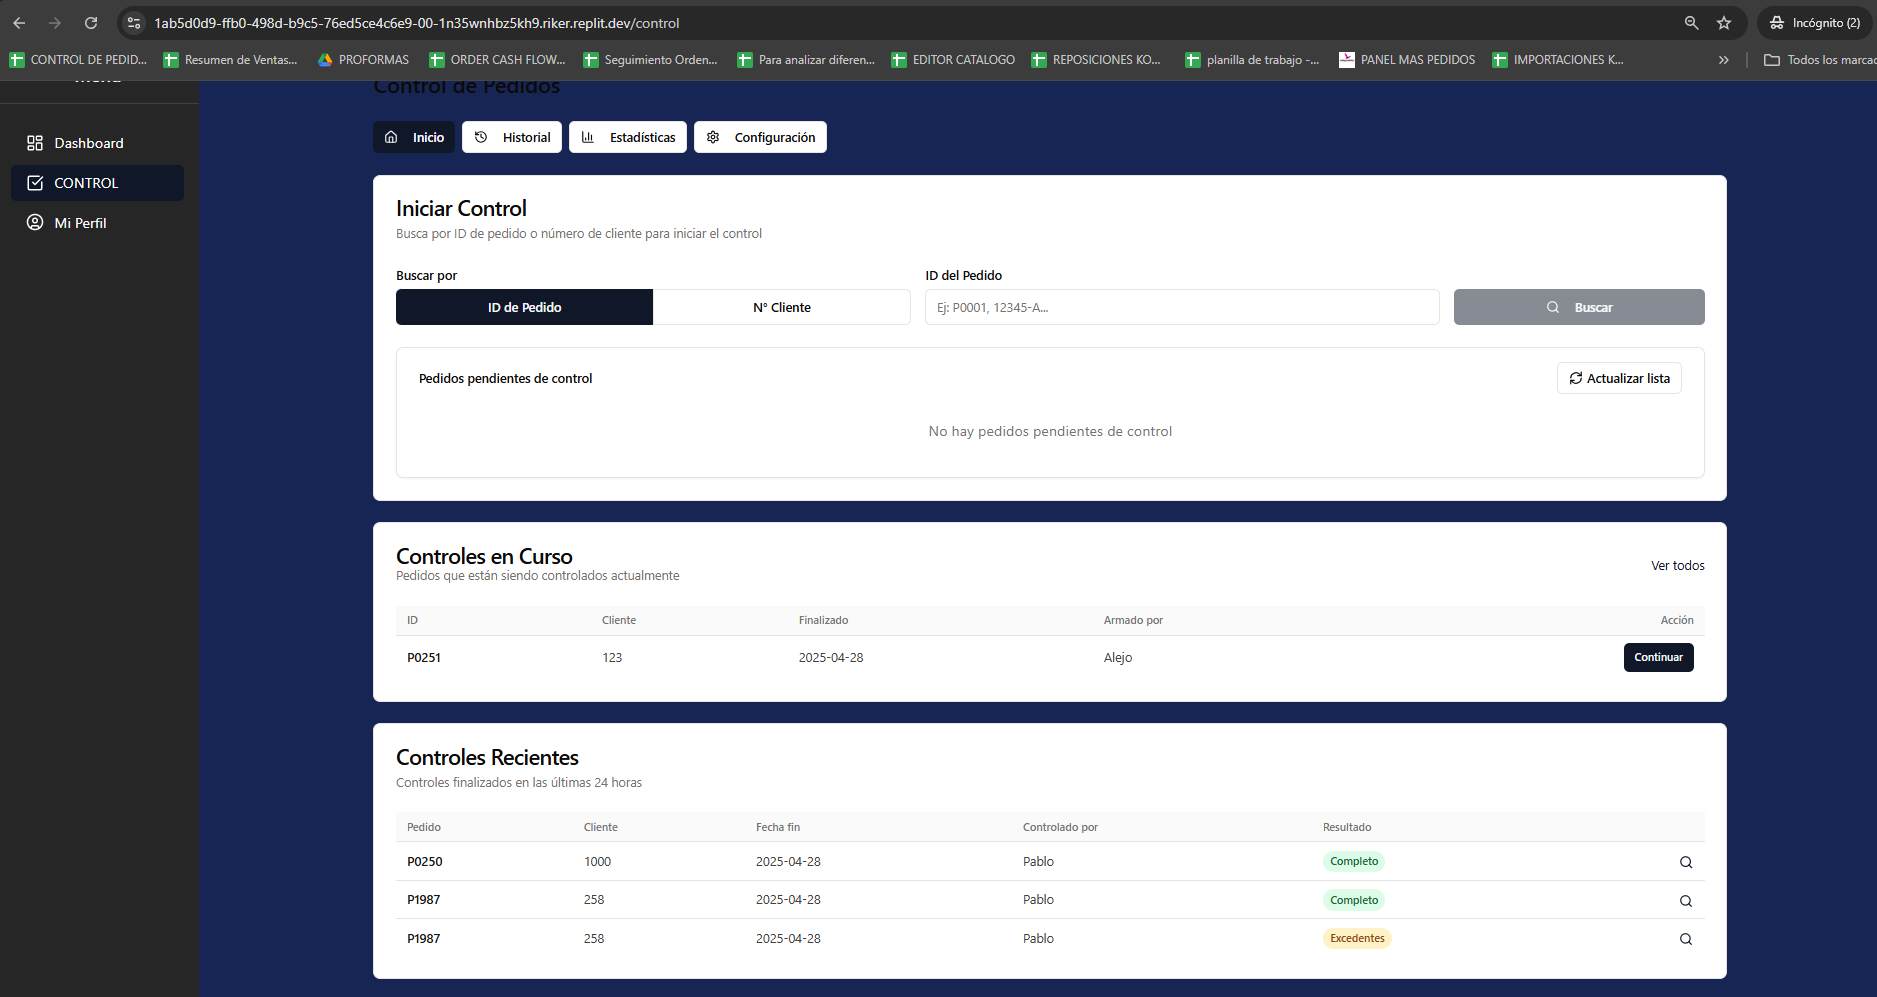 1ab5d0d9-ffb0-498d-b9c5-76ed5ce4c6e9-00-1n35wnhbz5kh9.riker.replit.dev/control
Incógnito (2)
CONTROL DE PEDID...
Resumen de Ventas...
PROFORMAS
ORDER CASH FLOW...
Seguimiento Orden...
Para analizar diferen...
EDITOR CATALOGO
REPOSICIONES KO...
planilla de trabajo -...
PANEL MAS PEDIDOS
IMPORTACIONES K...
Todos los marcad
Dashboard
CONTROL
Mi Perfil
Control de Pedidos
Inicio
Historial
Estadísticas
Configuración
Iniciar Control
Busca por ID de pedido o número de cliente para iniciar el control
Buscar por
ID del Pedido
ID de Pedido
N° Cliente
Ej: P0001, 12345-A...
Buscar
Pedidos pendientes de control
Actualizar lista
No hay pedidos pendientes de control
Controles en Curso
Pedidos que están siendo controlados actualmente
Ver todos
ID Cliente Finalizado Armado por Acción
P0251 123 2025-04-28 Alejo Continuar
Controles Recientes
Controles finalizados en las últimas 24 horas
Pedido Cliente Fecha fin Controlado por Resultado
P0250 1000 2025-04-28 Pablo Completo
P1987 258 2025-04-28 Pablo Completo
P1987 258 2025-04-28 Pablo Excedentes